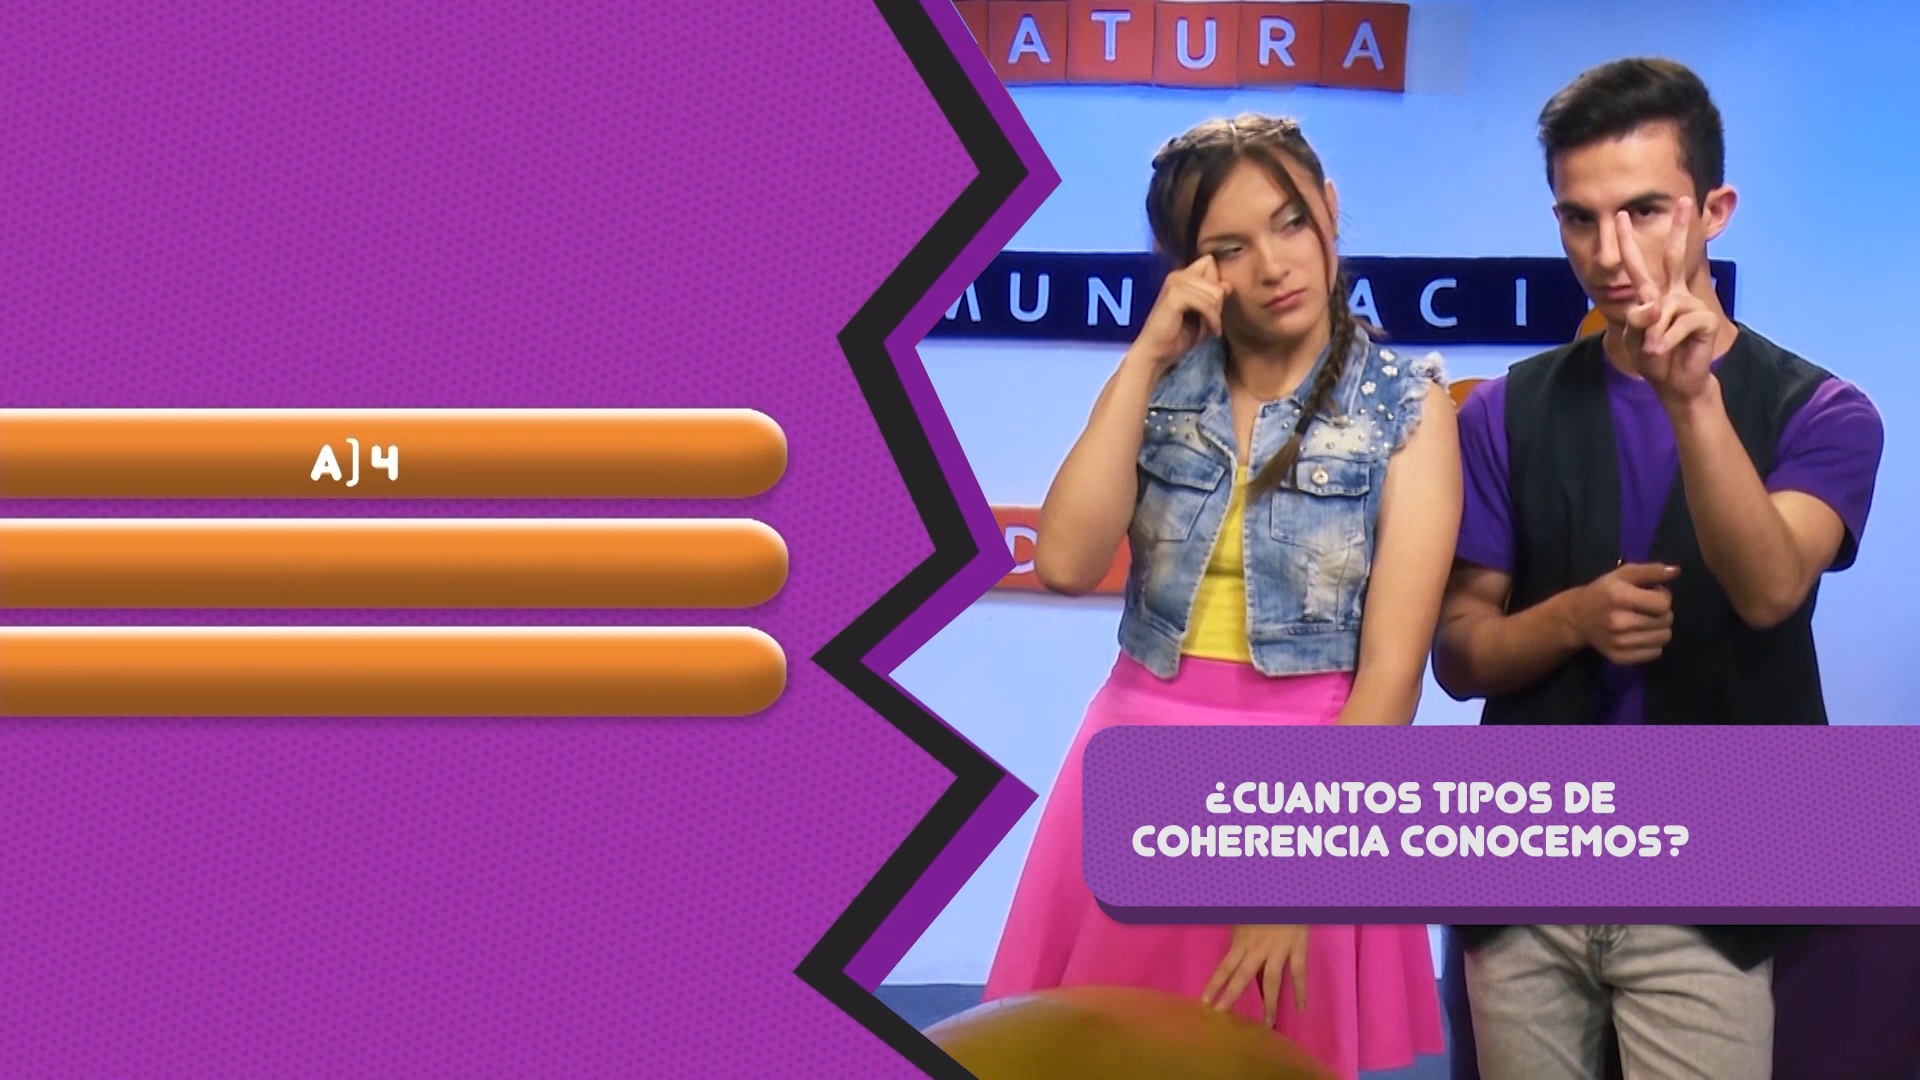 ATURA
A) 4
¿CUANTOS TIPOS DE
COHERENCIA CONOCEMOS?